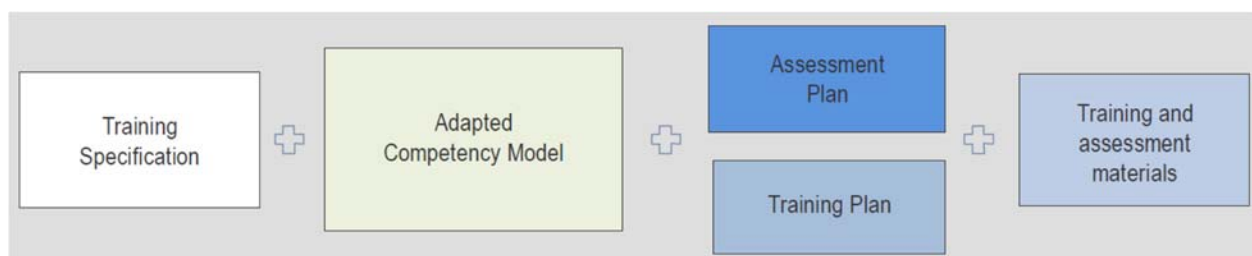 Training
Specification
Adapted
Competency Model
Assessment
Plan
Training Plan
Training and
assessment
materials